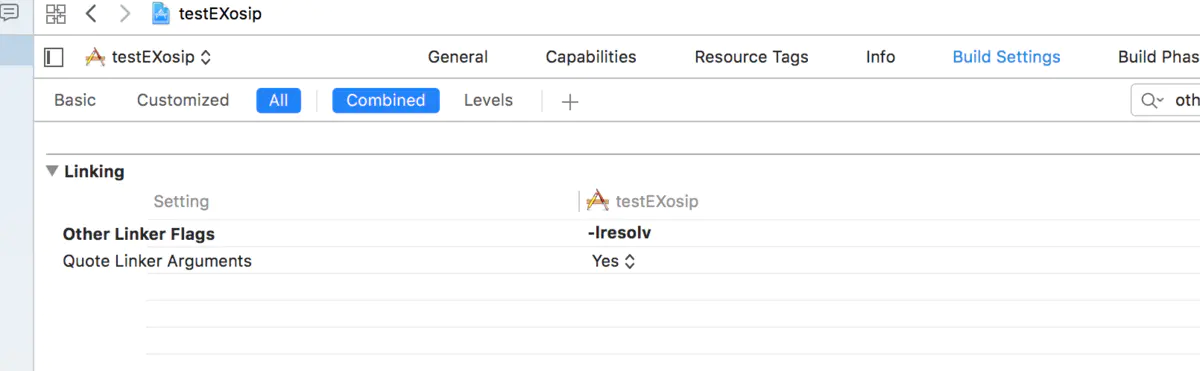 testEXosip
testEXosip General Capabilities Resource Tags Info Build Settings Build Phas
Basic Customized All Combined Levels + oth
Linking
Setting testEXosip
Other Linker Flags -lresolv
Quote Linker Arguments Yes